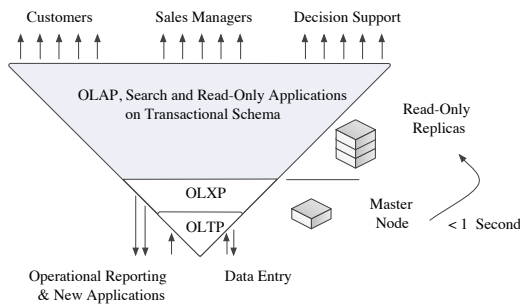 Customers
Sales Managers
Decision Support
OLAP, Search and Read-Only Applications
on Transactional Schema
Read-Only
Replicas
OLXP
Master
Node
< 1 Second
OLTP
Operational Reporting
& New Applications
Data Entry